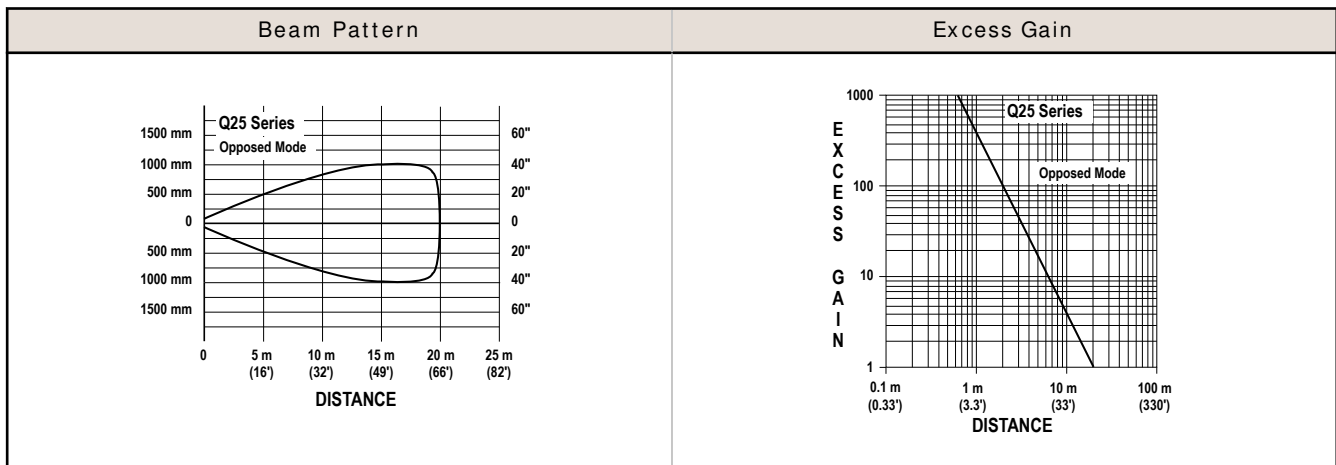 Beam Pattern
Excess Gain
Q25 Series
Opposed Mode
1500 mm
1000 mm
500 mm
0
500 mm
1000 mm
1500 mm
60"
40"
20"
0
20"
40"
60"
0
5 m
(16')
10 m
(32')
15 m
(49')
20 m
(66')
25 m
(82')
DISTANCE
EXCESS GAIN
1000
100
10
1
Q25 Series
Opposed Mode
0.1 m
(0.33')
1 m
(3.3')
10 m
(33')
100 m
(330')
DISTANCE